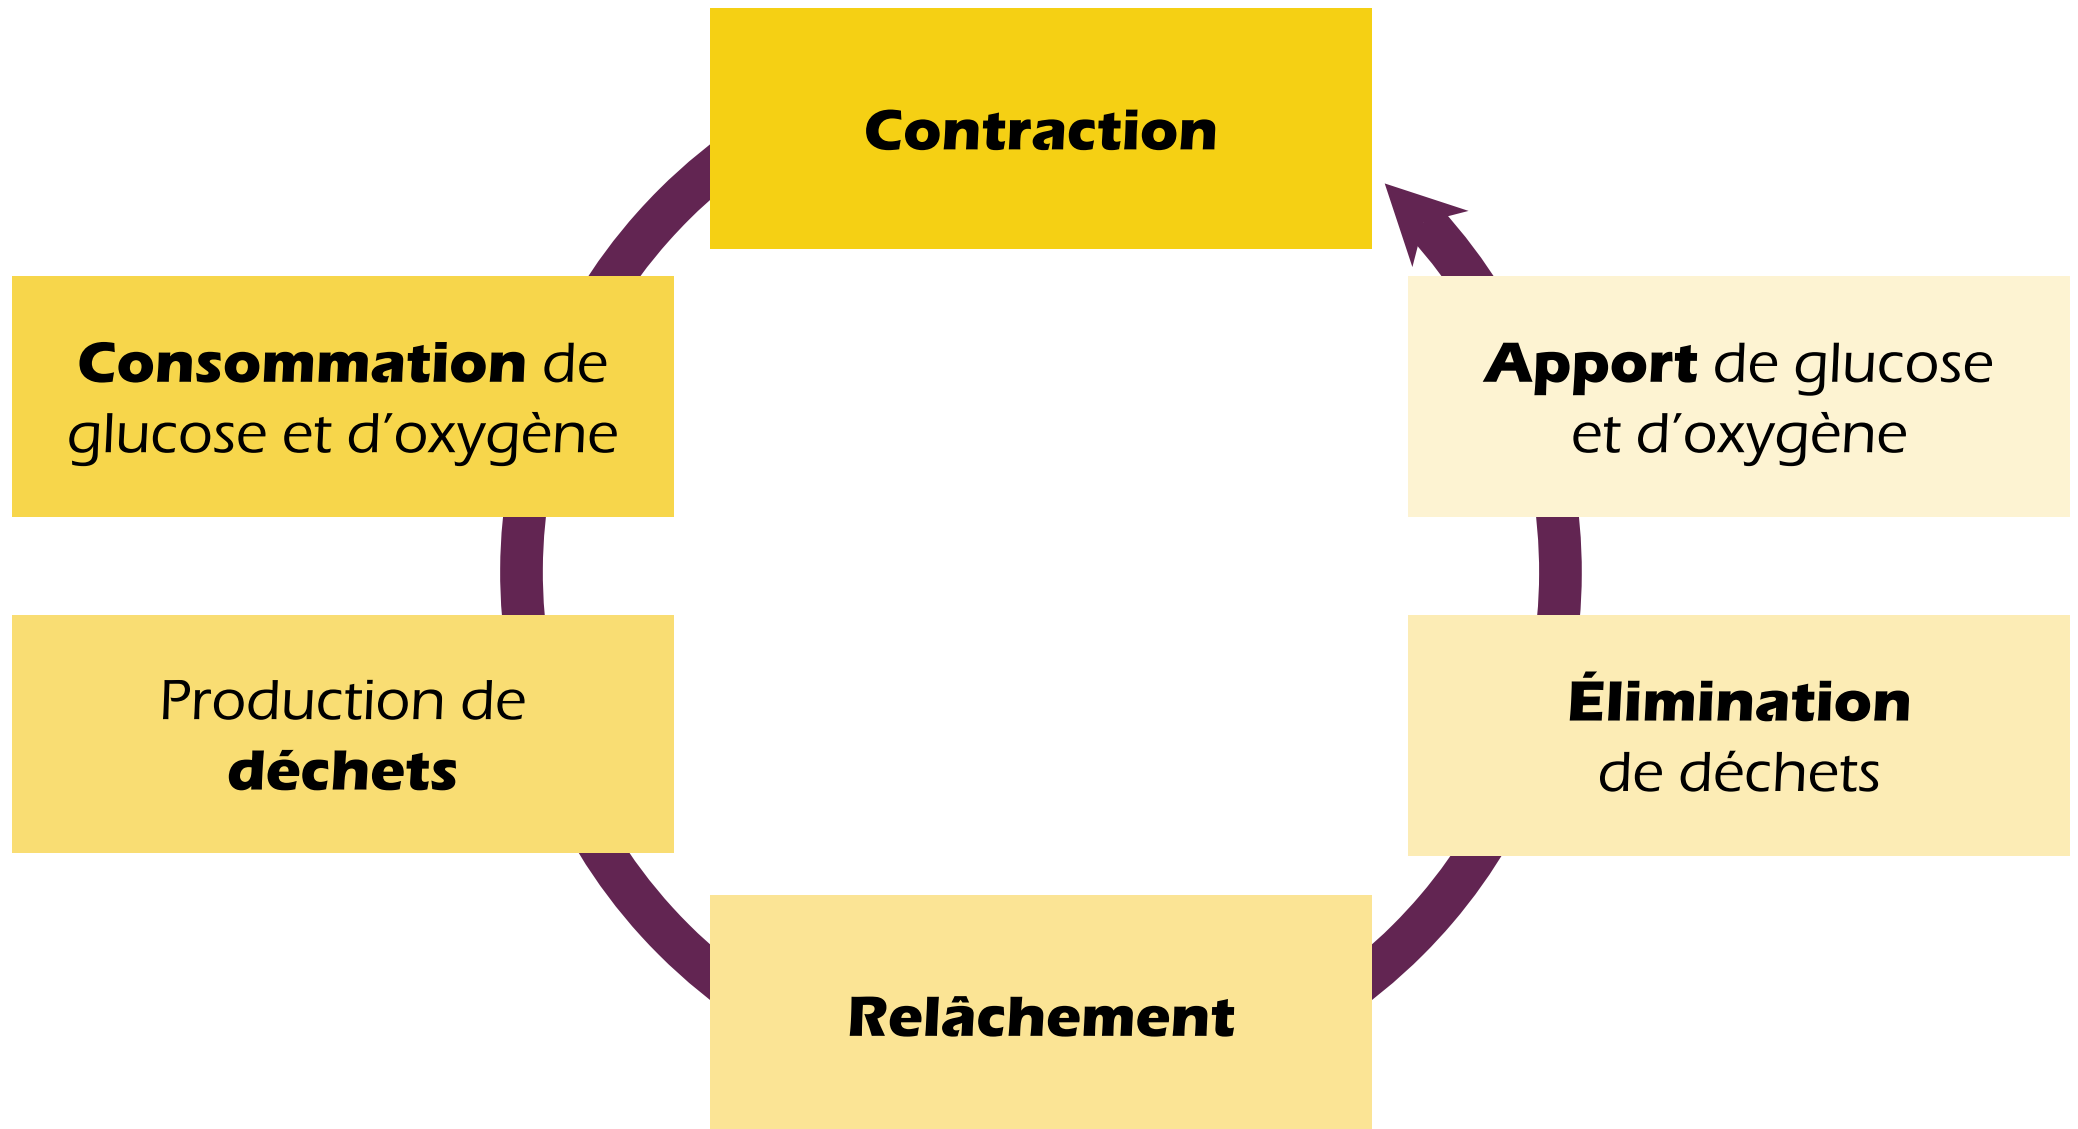 Contraction
Consommation de
glucose et d’oxygène
Production de
déchets
Relâchement
Élimination
de déchets
Apport de glucose
et d’oxygène